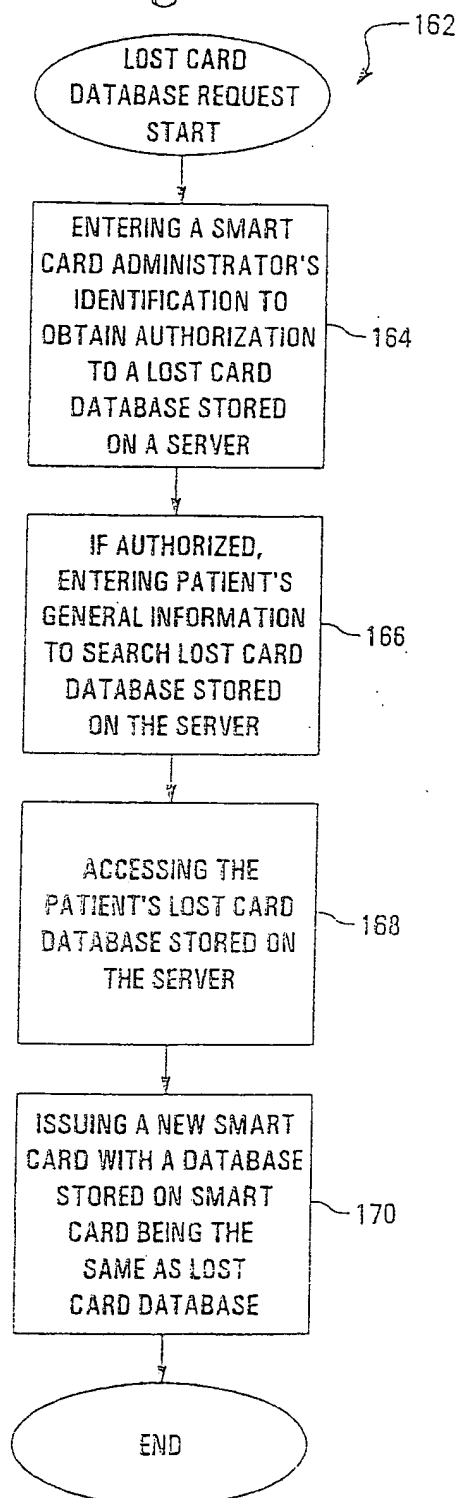 162
LOST CARD
DATABASE REQUEST
START
ENTERING A SMART
CARD ADMINISTRATOR'S
IDENTIFICATION TO
OBTAIN AUTHORIZATION
TO A LOST CARD
DATABASE STORED
ON A SERVER
164
IF AUTHORIZED,
ENTERING PATIENT'S
GENERAL INFORMATION
TO SEARCH LOST CARD
DATABASE STORED
ON THE SERVER
166
ACCESSING THE
PATIENT'S LOST CARD
DATABASE STORED ON
THE SERVER
168
ISSUING A NEW SMART
CARD WITH A DATABASE
STORED ON SMART
CARD BEING THE
SAME AS LOST
CARD DATABASE
170
END